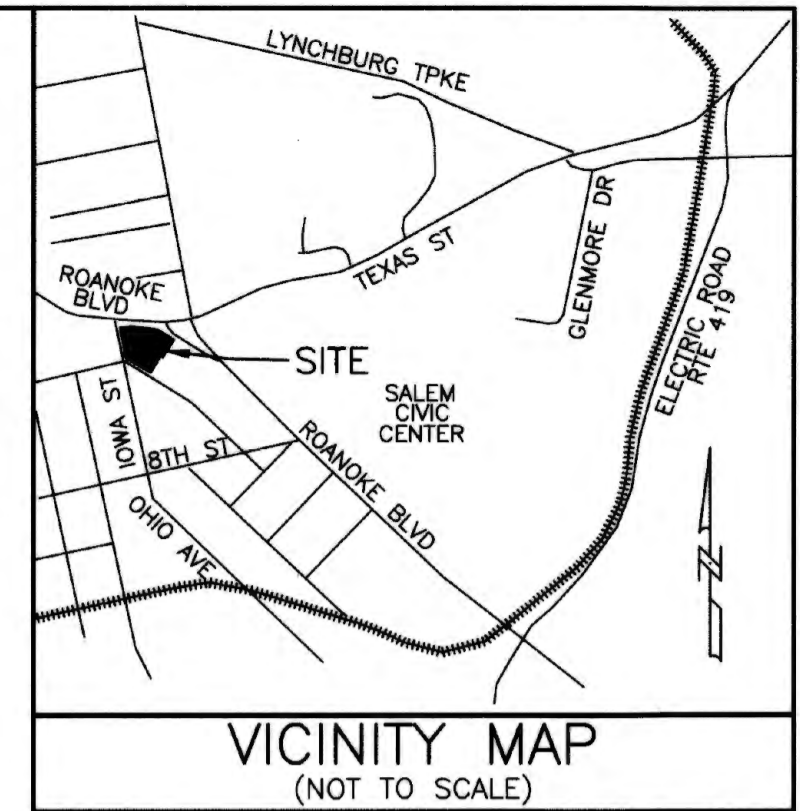 LYNCHBURG TPKE
TEXAS ST
GLENMORE DR
ELECTRIC ROAD
RTE 419
ROANOKE
BLVD
SITE
SALEM
CIVIC
CENTER
IOWA ST
8TH ST
ROANOKE BLVD
OHIO AVE
N
VICINITY MAP
(NOT TO SCALE)